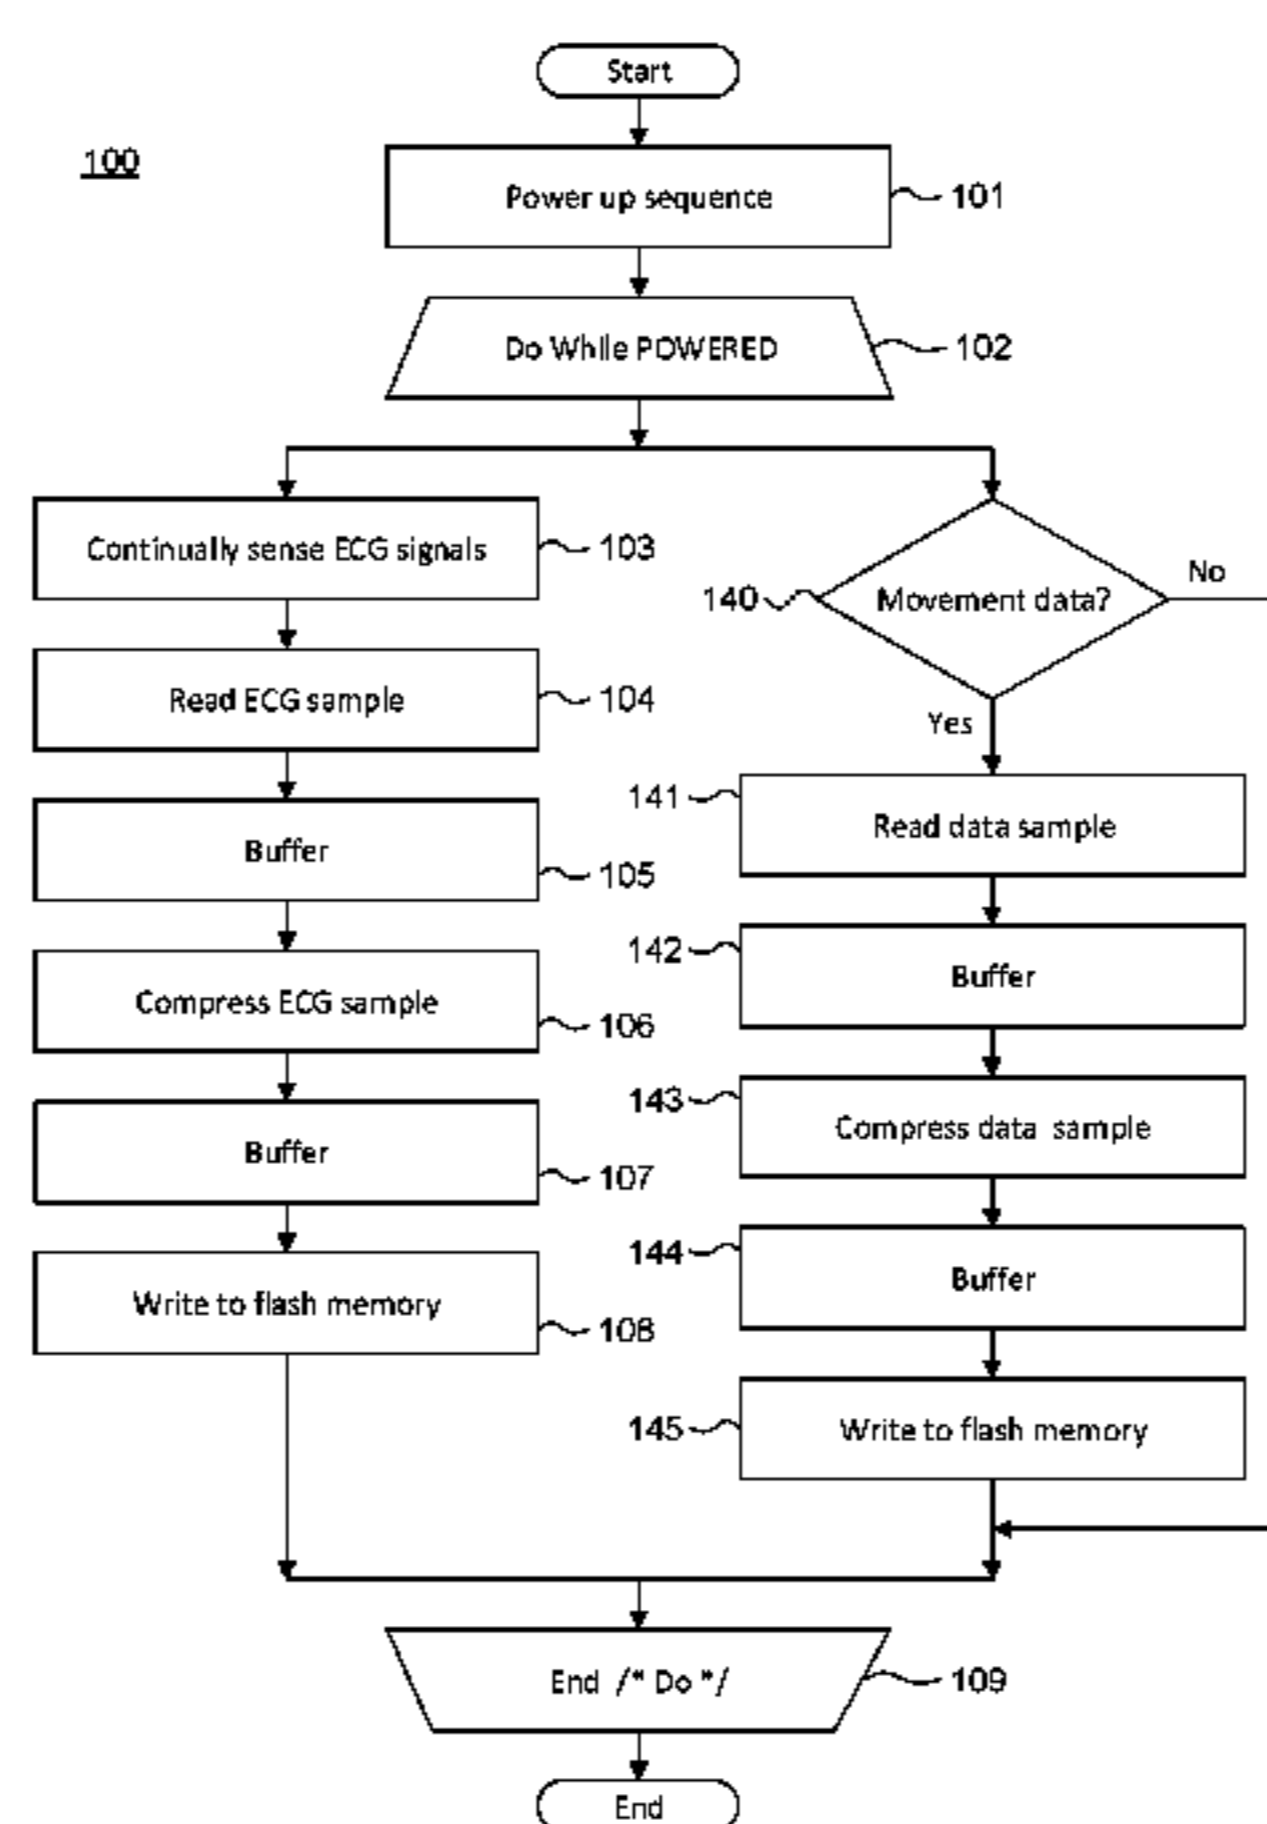 Start
100
Power up sequence
101
Do While POWERED
102
Continually sense ECG signals
103
Read ECG sample
104
Buffer
105
Compress ECG sample
106
Buffer
107
Write to flash memory
108
140
Movement data?
No
Yes
141
Read data sample
142
Buffer
143
Compress data sample
144
Buffer
145
Write to flash memory
End /* Do */
109
End